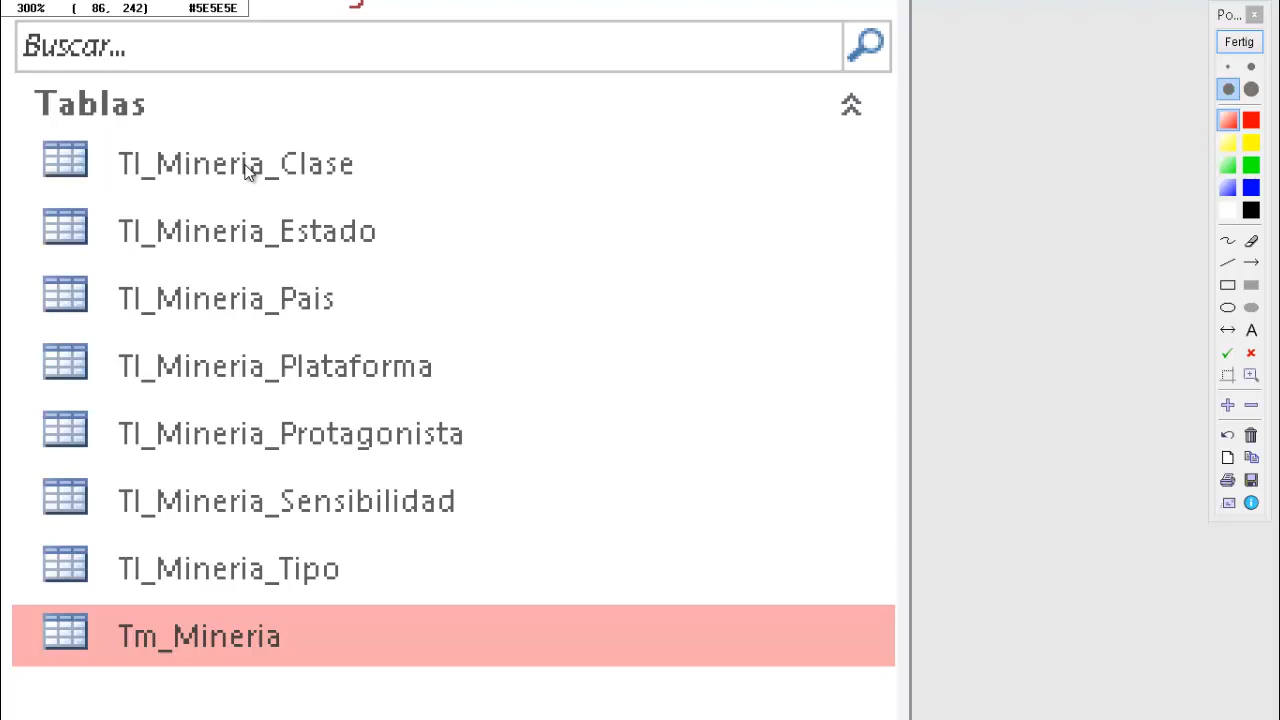 300% ( 86, 242) #5E5E5E
Po...
Buscar...
Fertig
Tablas
Tl_Mineria_Clase
Tl_Mineria_Estado
Tl_Mineria_Pais
Tl_Mineria_Plataforma
Tl_Mineria_Protagonista
Tl_Mineria_Sensibilidad
Tl_Mineria_Tipo
Tm_Mineria
A